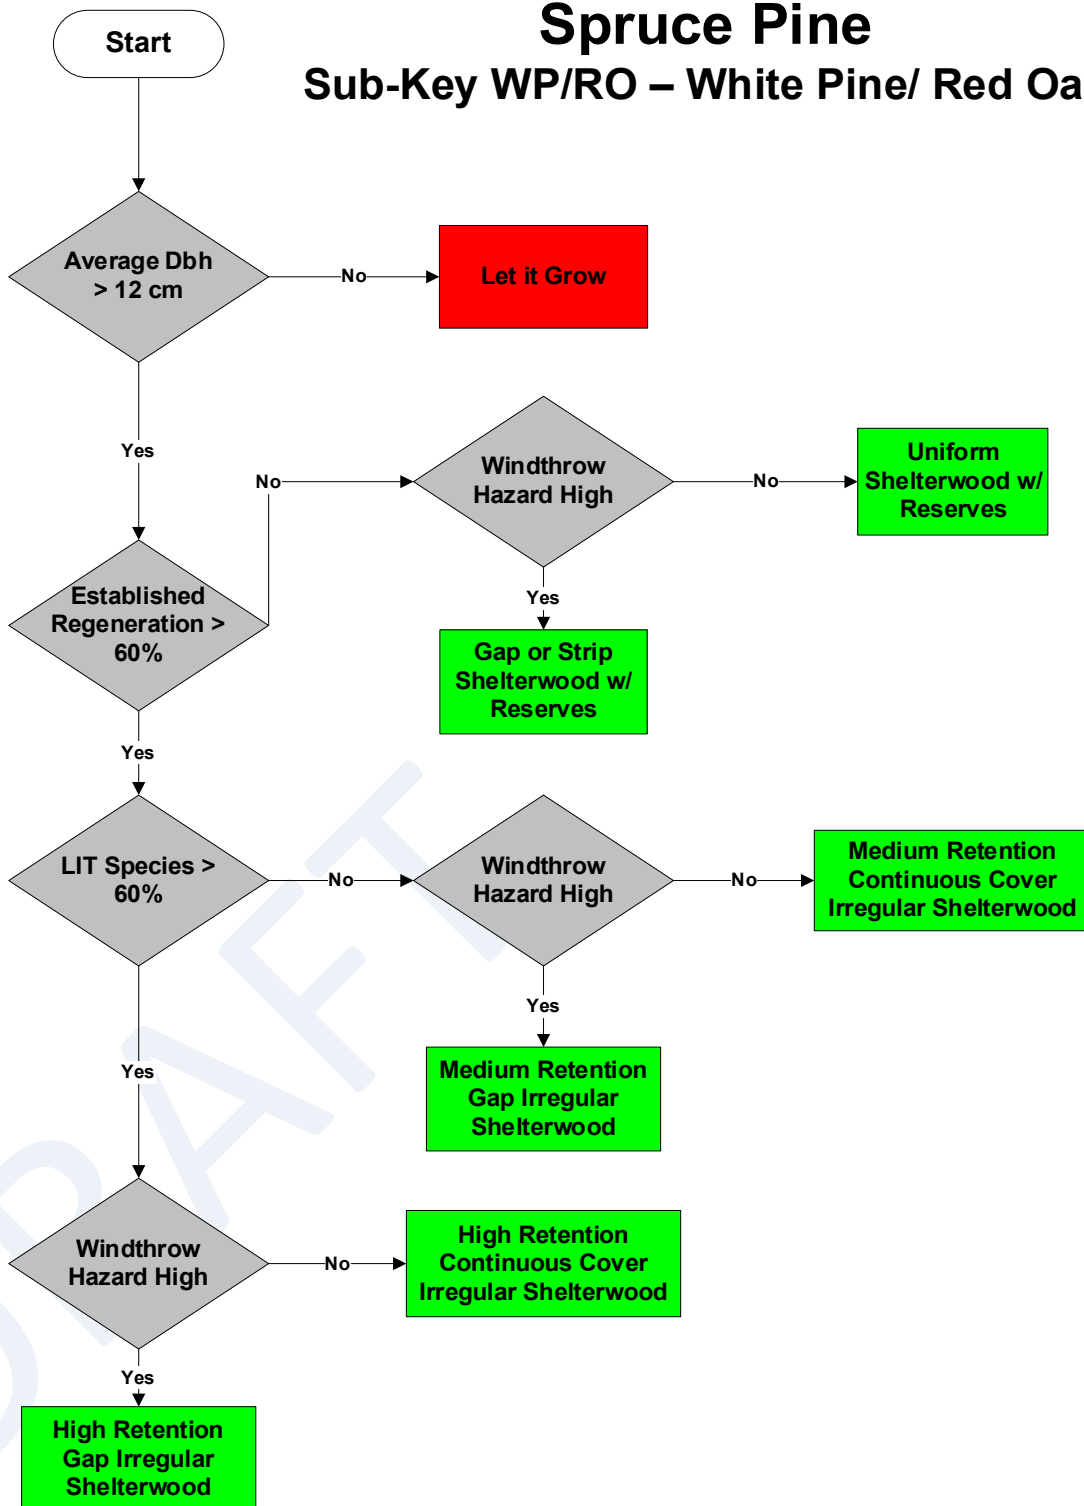 Spruce Pine
Sub-Key WP/RO – White Pine/ Red Oa
Start
Average Dbh
> 12 cm
No
Let it Grow
Yes
Established
Regeneration >
60%
No
Windthrow
Hazard High
No
Uniform
Shelterwood w/
Reserves
Yes
Gap or Strip
Shelterwood w/
Reserves
Yes
LIT Species >
60%
No
Windthrow
Hazard High
No
Medium Retention
Continuous Cover
Irregular Shelterwood
Yes
Medium Retention
Gap Irregular
Shelterwood
Yes
Windthrow
Hazard High
No
High Retention
Continuous Cover
Irregular Shelterwood
Yes
High Retention
Gap Irregular
Shelterwood
DRAFT